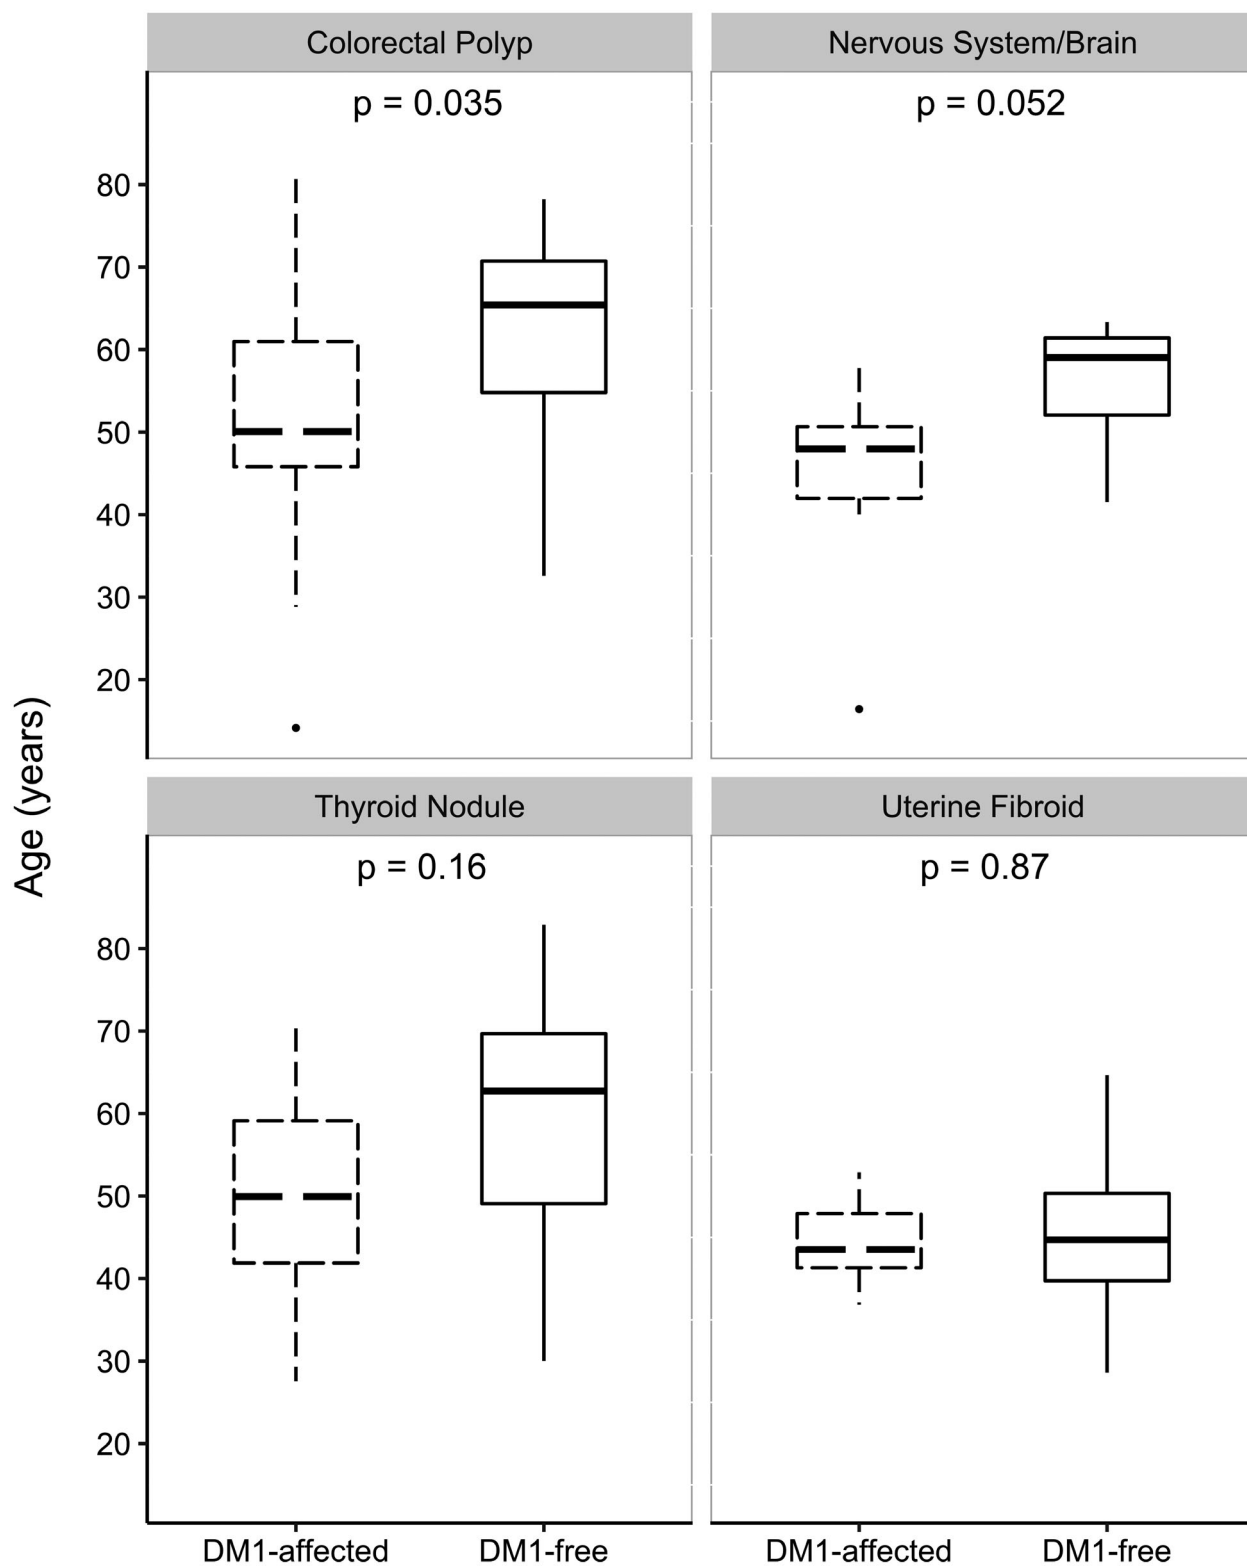 Colorectal Polyp
Nervous System/Brain
p = 0.035
p = 0.052
80
70
60
50
40
30
20
Age (years)
Thyroid Nodule
Uterine Fibroid
p = 0.16
p = 0.87
80
70
60
50
40
30
20
DM1-affected
DM1-free
DM1-affected
DM1-free